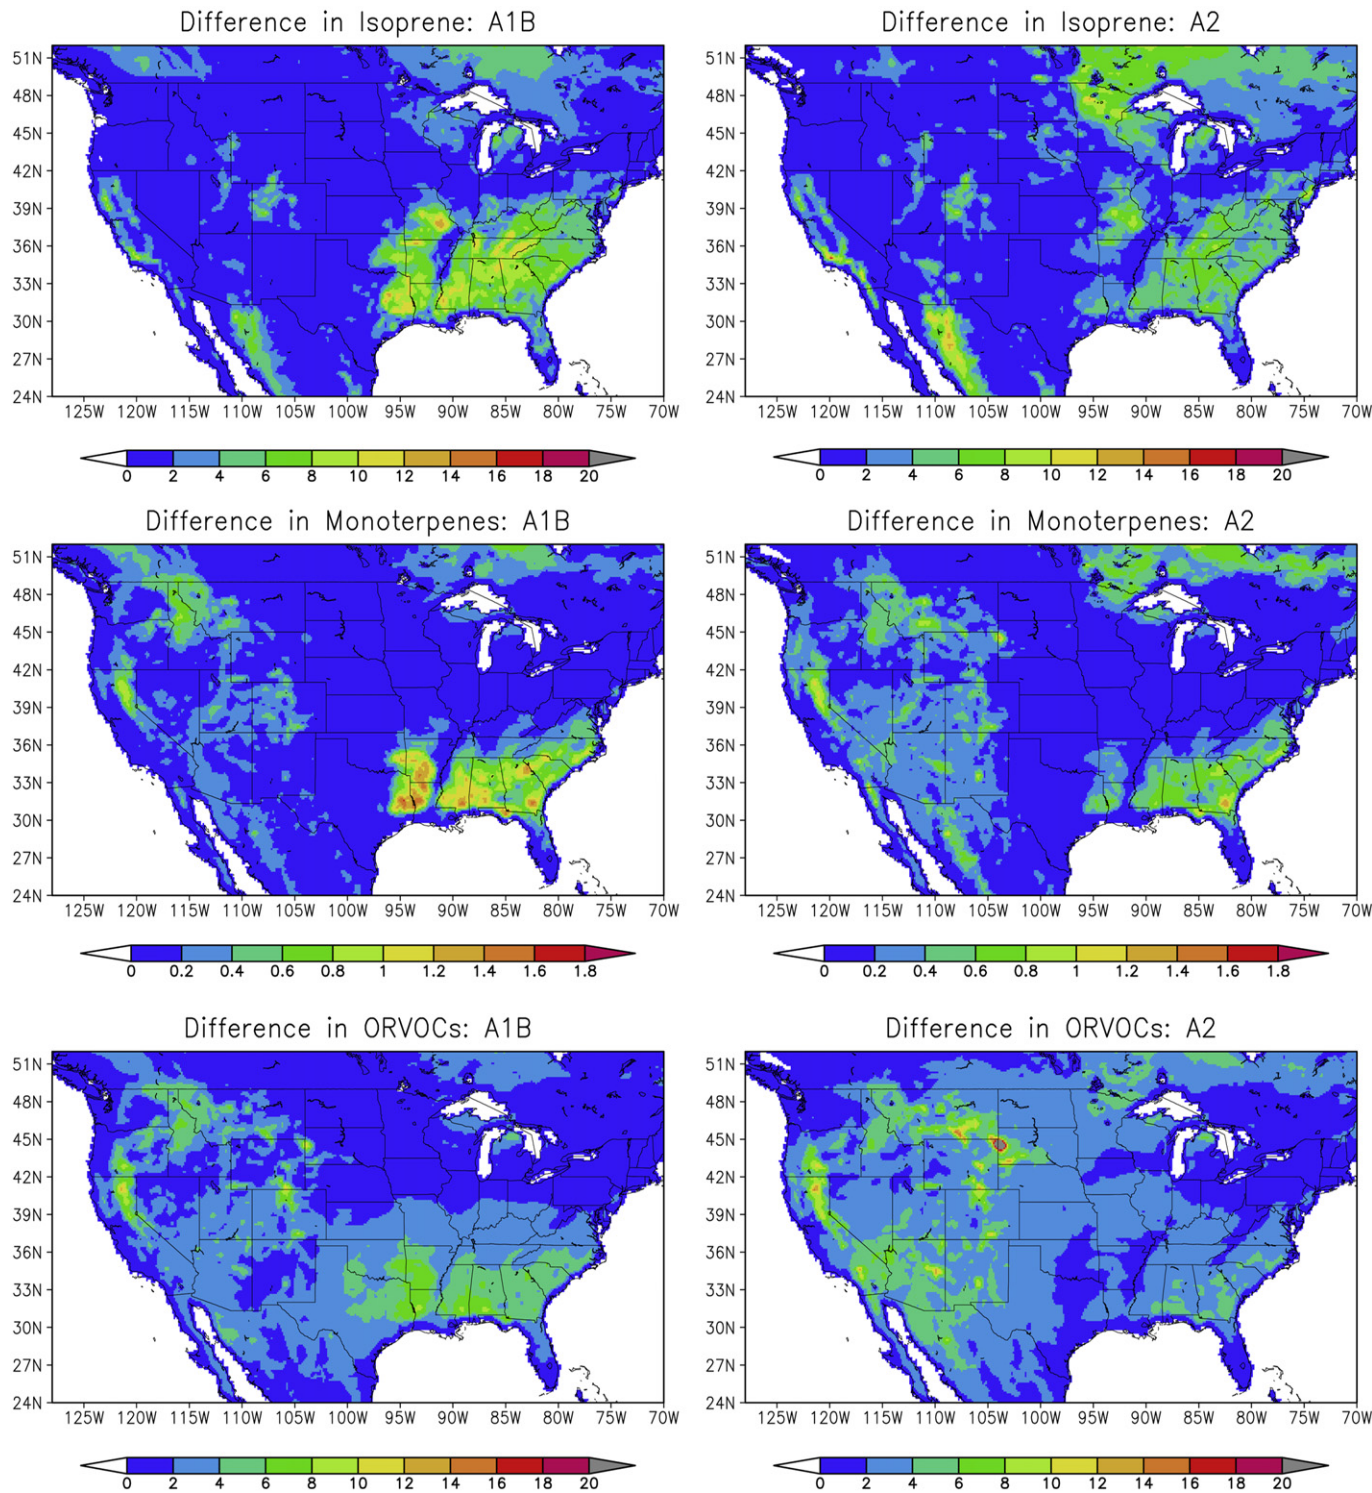 Difference in Isoprene: A1B
51N
48N
45N
42N
39N
36N
33N
30N
27N
24N
125W 120W 115W 110W 105W 100W 95W 90W 85W 80W 75W 70W
0 2 4 6 8 10 12 14 16 18 20
Difference in Isoprene: A2
51N
48N
45N
42N
39N
36N
33N
30N
27N
24N
125W 120W 115W 110W 105W 100W 95W 90W 85W 80W 75W 70W
0 2 4 6 8 10 12 14 16 18 20
Difference in Monoterpenes: A1B
51N
48N
45N
42N
39N
36N
33N
30N
27N
24N
125W 120W 115W 110W 105W 100W 95W 90W 85W 80W 75W 70W
0 0.2 0.4 0.6 0.8 1 1.2 1.4 1.6 1.8
Difference in Monoterpenes: A2
51N
48N
45N
42N
39N
36N
33N
30N
27N
24N
125W 120W 115W 110W 105W 100W 95W 90W 85W 80W 75W 70W
0 0.2 0.4 0.6 0.8 1 1.2 1.4 1.6 1.8
Difference in ORVOCs: A1B
51N
48N
45N
42N
39N
36N
33N
30N
27N
24N
125W 120W 115W 110W 105W 100W 95W 90W 85W 80W 75W 70W
0 2 4 6 8 10 12 14 16 18 20
Difference in ORVOCs: A2
51N
48N
45N
42N
39N
36N
33N
30N
27N
24N
125W 120W 115W 110W 105W 100W 95W 90W 85W 80W 75W 70W
0 2 4 6 8 10 12 14 16 18 20